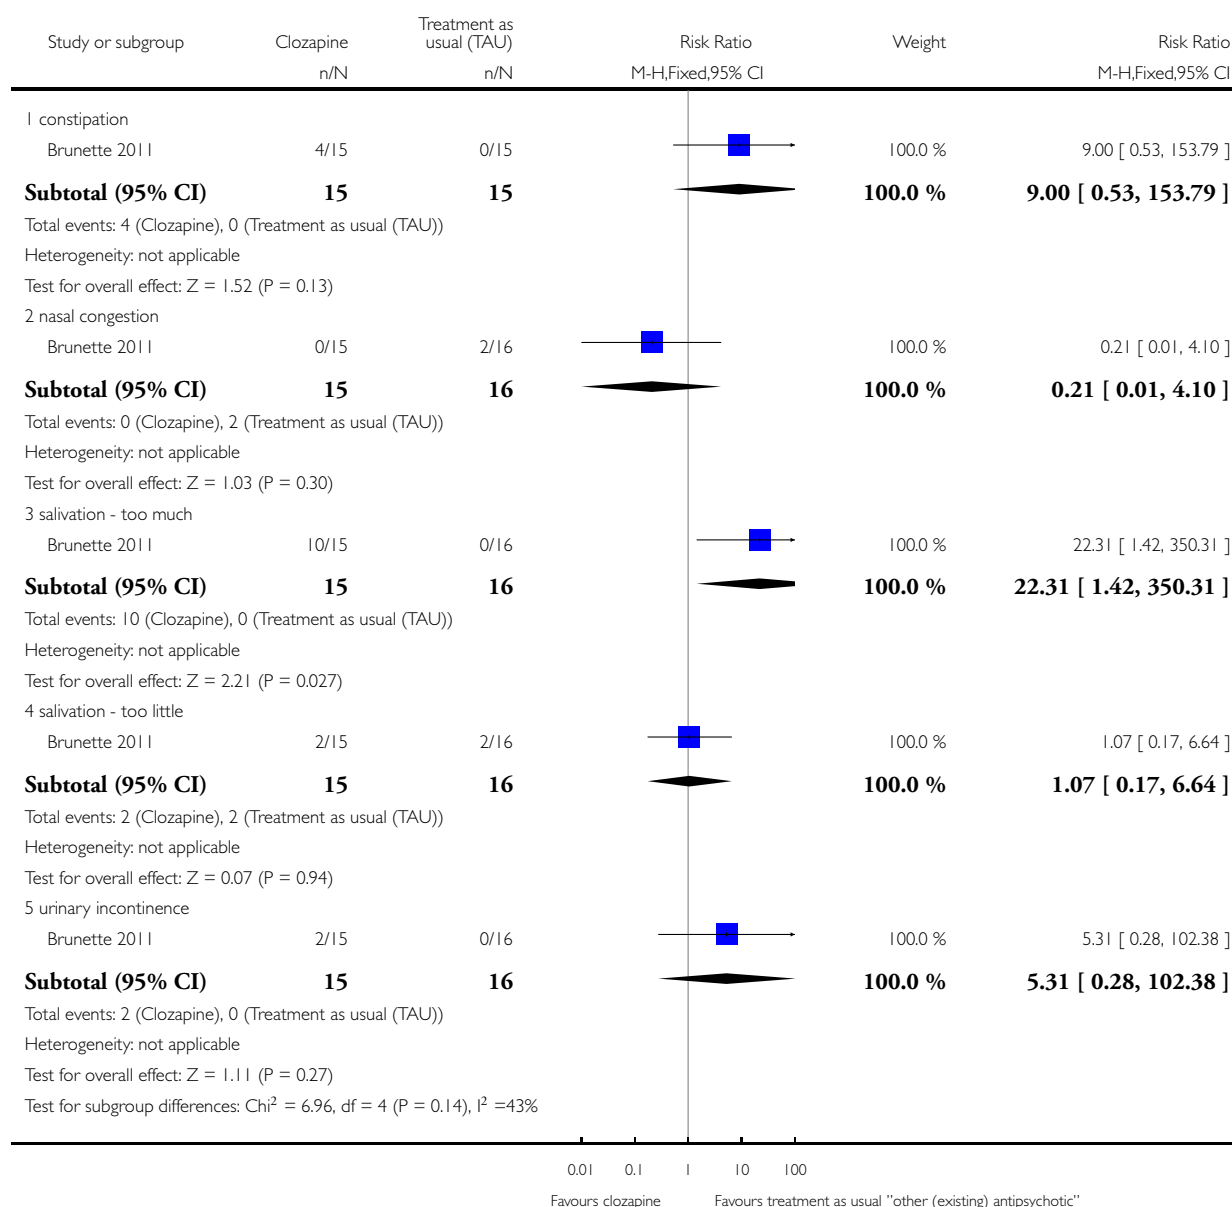 Study or subgroup Clozapine Treatment as usual (TAU) Risk Ratio Weight Risk Ratio
n/N n/N M-H,Fixed,95% CI M-H,Fixed,95% CI
1 constipation
Brunette 2011 4/15 0/15 100.0 % 9.00 [ 0.53, 153.79 ]
Subtotal (95% CI) 15 15 100.0 % 9.00 [ 0.53, 153.79 ]
Total events: 4 (Clozapine), 0 (Treatment as usual (TAU))
Heterogeneity: not applicable
Test for overall effect: Z = 1.52 (P = 0.13)
2 nasal congestion
Brunette 2011 0/15 2/16 100.0 % 0.21 [ 0.01, 4.10 ]
Subtotal (95% CI) 15 16 100.0 % 0.21 [ 0.01, 4.10 ]
Total events: 0 (Clozapine), 2 (Treatment as usual (TAU))
Heterogeneity: not applicable
Test for overall effect: Z = 1.03 (P = 0.30)
3 salivation - too much
Brunette 2011 10/15 0/16 100.0 % 22.31 [ 1.42, 350.31 ]
Subtotal (95% CI) 15 16 100.0 % 22.31 [ 1.42, 350.31 ]
Total events: 10 (Clozapine), 0 (Treatment as usual (TAU))
Heterogeneity: not applicable
Test for overall effect: Z = 2.21 (P = 0.027)
4 salivation - too little
Brunette 2011 2/15 2/16 100.0 % 1.07 [ 0.17, 6.64 ]
Subtotal (95% CI) 15 16 100.0 % 1.07 [ 0.17, 6.64 ]
Total events: 2 (Clozapine), 2 (Treatment as usual (TAU))
Heterogeneity: not applicable
Test for overall effect: Z = 0.07 (P = 0.94)
5 urinary incontinence
Brunette 2011 2/15 0/16 100.0 % 5.31 [ 0.28, 102.38 ]
Subtotal (95% CI) 15 16 100.0 % 5.31 [ 0.28, 102.38 ]
Total events: 2 (Clozapine), 0 (Treatment as usual (TAU))
Heterogeneity: not applicable
Test for overall effect: Z = 1.11 (P = 0.27)
Test for subgroup differences: Chi² = 6.96, df = 4 (P = 0.14), I² =43%
0.01 0.1 1 10 100
Favours clozapine Favours treatment as usual "other (existing) antipsychotic"